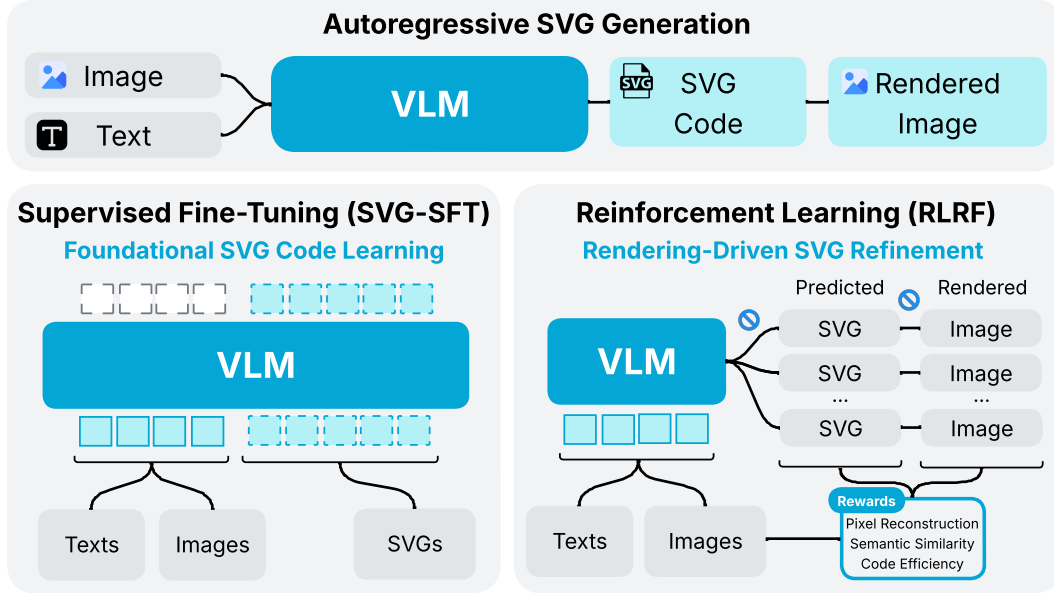 Autoregressive SVG Generation
Image
T
Text
VLM
SVG
SVG
Code
Rendered
Image
Supervised Fine-Tuning (SVG-SFT)
Foundational SVG Code Learning
VLM
Texts
Images
SVGs
Reinforcement Learning (RLRF)
Rendering-Driven SVG Refinement
Predicted
Rendered
VLM
SVG
Image
SVG
Image
...
...
SVG
Image
Texts
Images
Rewards
Pixel Reconstruction
Semantic Similarity
Code Efficiency